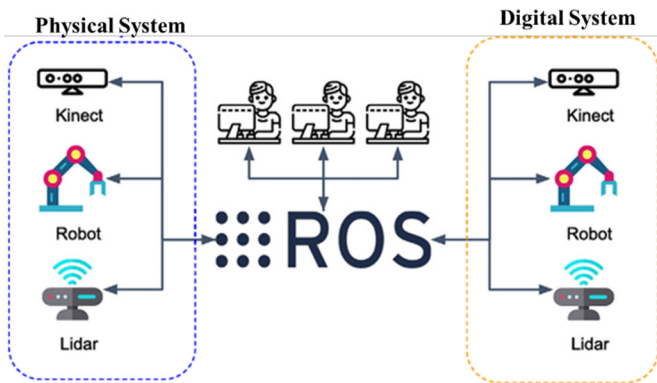 Physical System
Digital System
Kinect
Robot
Lidar
ROS
Kinect
Robot
Lidar